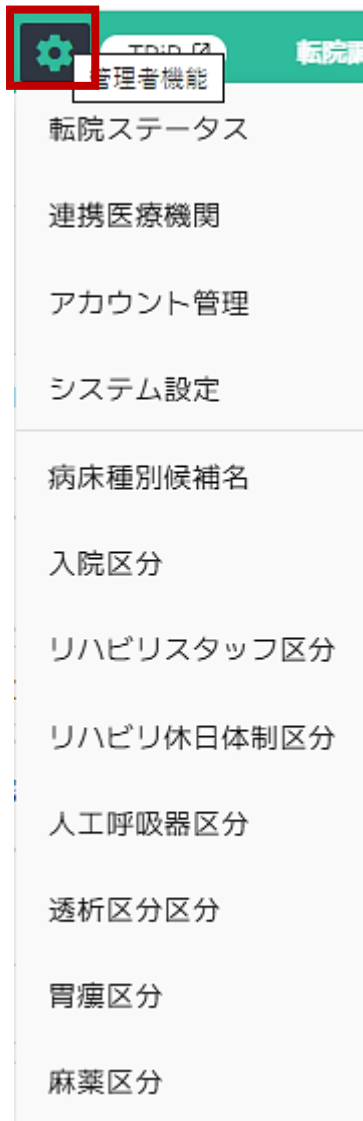 転院
管理者機能
転院ステータス
連携医療機関
アカウント管理
システム設定
病床種別候補名
入院区分
リハビリスタッフ区分
リハビリ休日体制区分
人工呼吸器区分
透析区分区分
胃瘻区分
麻薬区分